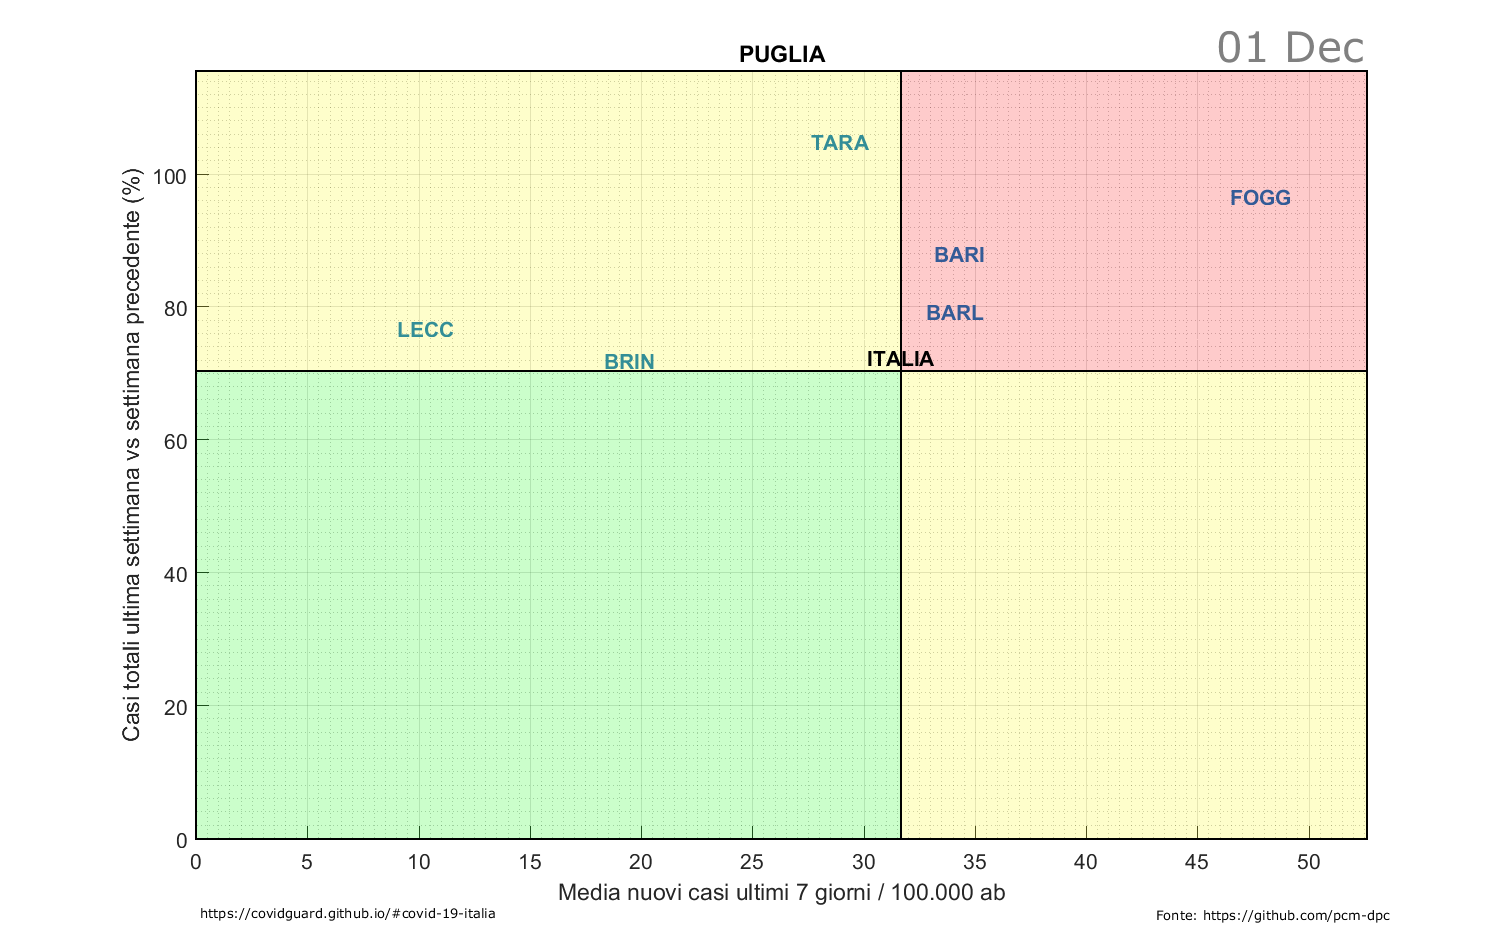 01 Dec
PUGLIA
TARA
100
FOGG
BARI
80
BARL
LECC
BRIN
ITALIA
60
40
20
0
0 5 10 15 20 25 30 35 40 45 50
Casi totali ultima settimana vs settimana precedente (%)
Media nuovi casi ultimi 7 giorni / 100.000 ab
https://covidguard.github.io/#covid-19-italia
Fonte: https://github.com/pcm-dpc